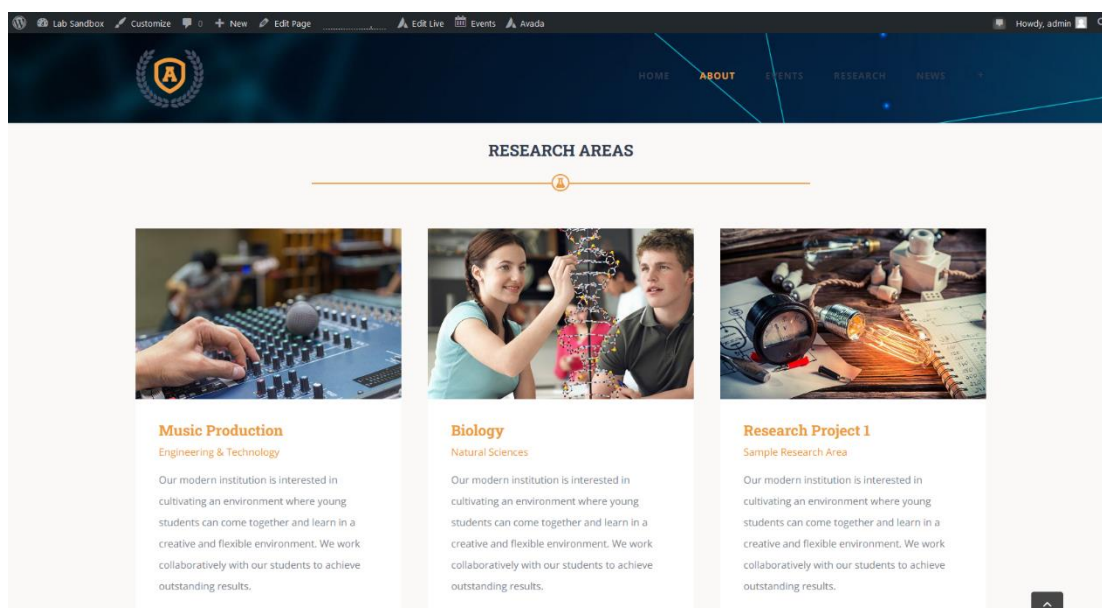 Lab Sandbox Customize 0 + New Edit Page Edit Live Events Avada Howdy, admin
A
HOME ABOUT EVENTS RESEARCH NEWS
RESEARCH AREAS
Music Production
Engineering & Technology
Our modern institution is interested in
cultivating an environment where young
students can come together and learn in a
creative and flexible environment. We work
collaboratively with our students to achieve
outstanding results.
Biology
Natural Sciences
Our modern institution is interested in
cultivating an environment where young
students can come together and learn in a
creative and flexible environment. We work
collaboratively with our students to achieve
outstanding results.
Research Project 1
Sample Research Area
Our modern institution is interested in
cultivating an environment where young
students can come together and learn in a
creative and flexible environment. We work
collaboratively with our students to achieve
outstanding results.